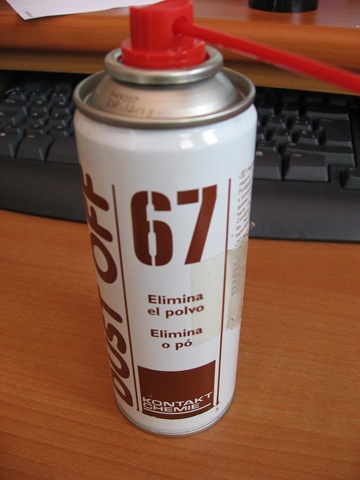 DUST OFF
67
Elimina
el polvo
Elimina
o pó
KONTAKT
CHEMIE